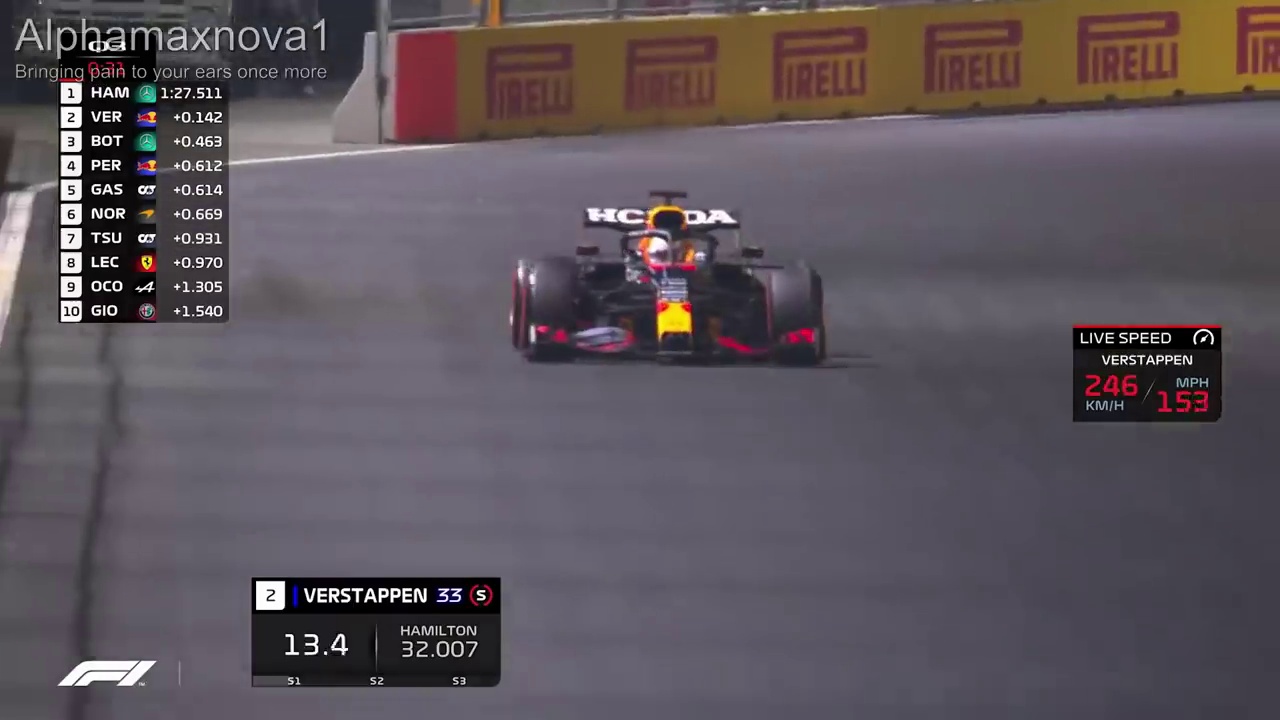 Alphamaxnova1
Bringing pain to your ears once more
Q3
0:31
1 HAM 1:27.511
2 VER +0.142
3 BOT +0.463
4 PER +0.612
5 GAS +0.614
6 NOR +0.669
7 TSU +0.931
8 LEC +0.970
9 OCO +1.305
10 GIO +1.540
PIRELLI PIRELLI PIRELLI PIRELLI PIRELLI PIRELLI
HONDA
LIVE SPEED
VERSTAPPEN
246 KM/H / MPH 153
2 VERSTAPPEN 33 S
13.4 HAMILTON 32.007
S1 S2 S3
F1